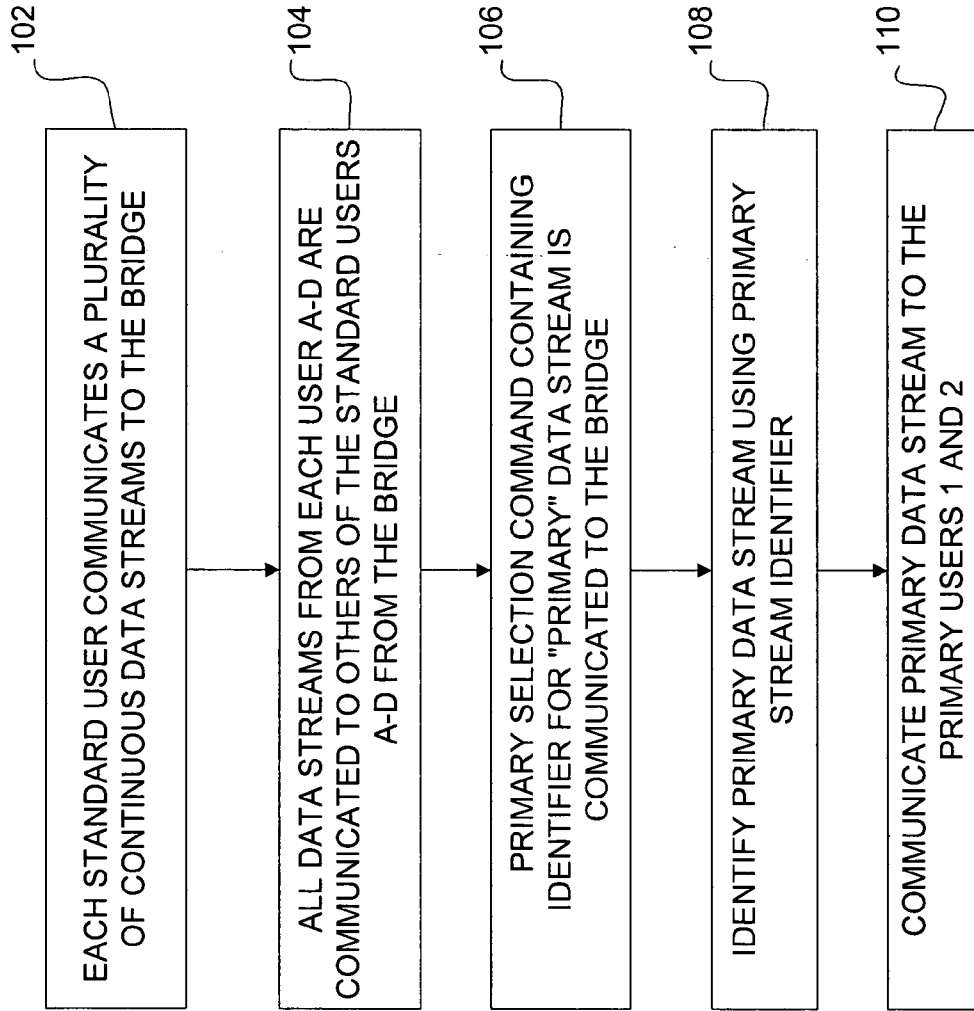 102
EACH STANDARD USER COMMUNICATES A PLURALITY
OF CONTINUOUS DATA STREAMS TO THE BRIDGE
104
ALL DATA STREAMS FROM EACH USER A-D ARE
COMMUNICATED TO OTHERS OF THE STANDARD USERS
A-D FROM THE BRIDGE
106
PRIMARY SELECTION COMMAND CONTAINING
IDENTIFIER FOR "PRIMARY" DATA STREAM IS
COMMUNICATED TO THE BRIDGE
108
IDENTIFY PRIMARY DATA STREAM USING PRIMARY
STREAM IDENTIFIER
110
COMMUNICATE PRIMARY DATA STREAM TO THE
PRIMARY USERS 1 AND 2